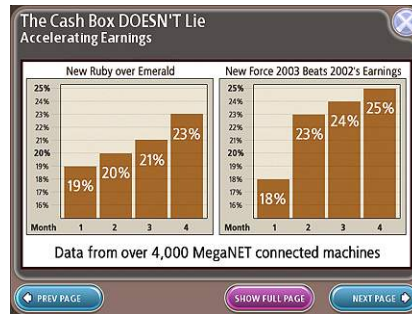 The Cash Box DOESN'T Lie
Accelerating Earnings
New Ruby over Emerald
25%
24%
23%
22%
21%
20%
19%
18%
17%
16%
19%
20%
21%
23%
Month 1 2 3 4
New Force 2003 Beats 2002's Earnings
25%
24%
23%
22%
21%
20%
19%
18%
17%
16%
18%
23%
24%
25%
Month 1 2 3 4
Data from over 4,000 MegaNET connected machines
PREV PAGE
SHOW FULL PAGE
NEXT PAGE